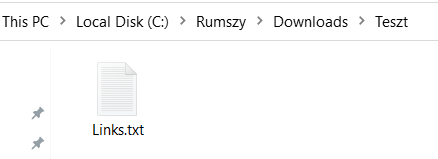 This PC > Local Disk (C:) > Rumszy > Downloads > Teszt
Links.txt